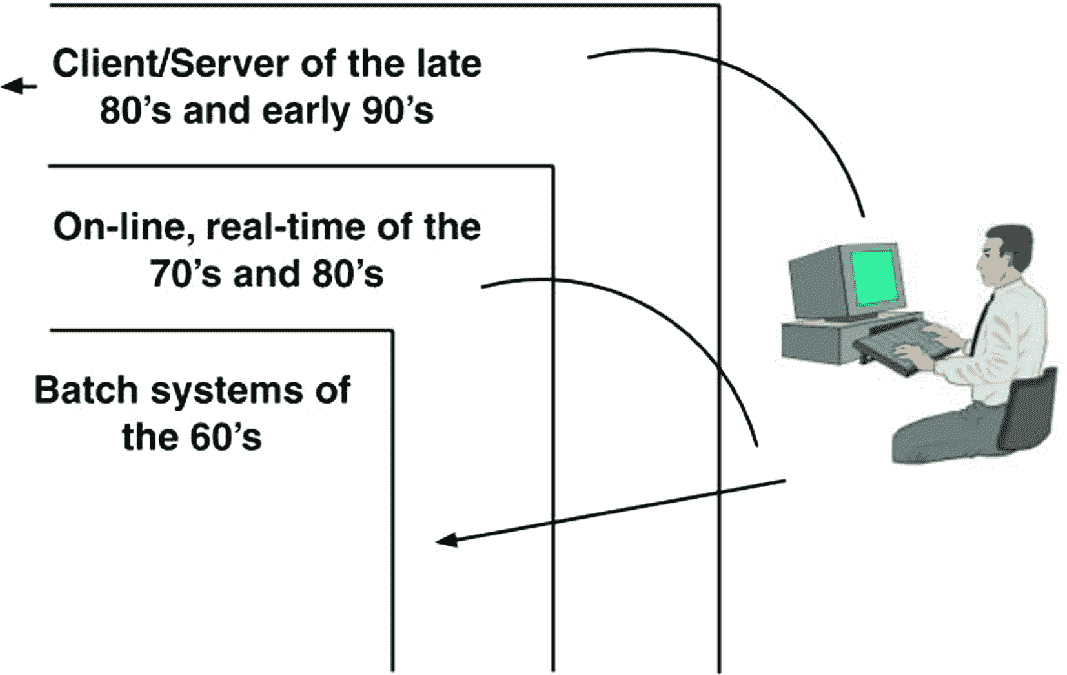 Client/Server of the late
80’s and early 90’s
On-line, real-time of the
70’s and 80’s
Batch systems of
the 60’s